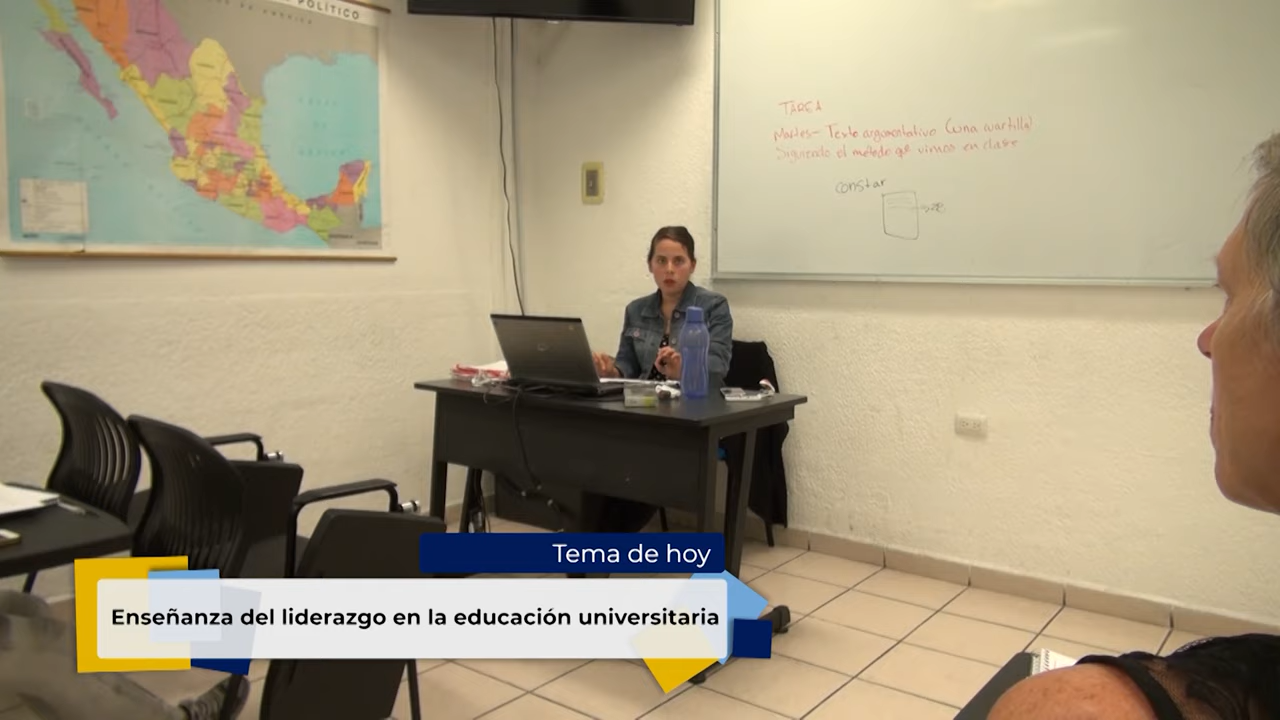 POLÍTICO
TAREA
Martes- Texto argumentativo (una cuartilla)
Siguiendo el método q' vimos en clase
constar
Tema de hoy
Enseñanza del liderazgo en la educación universitaria